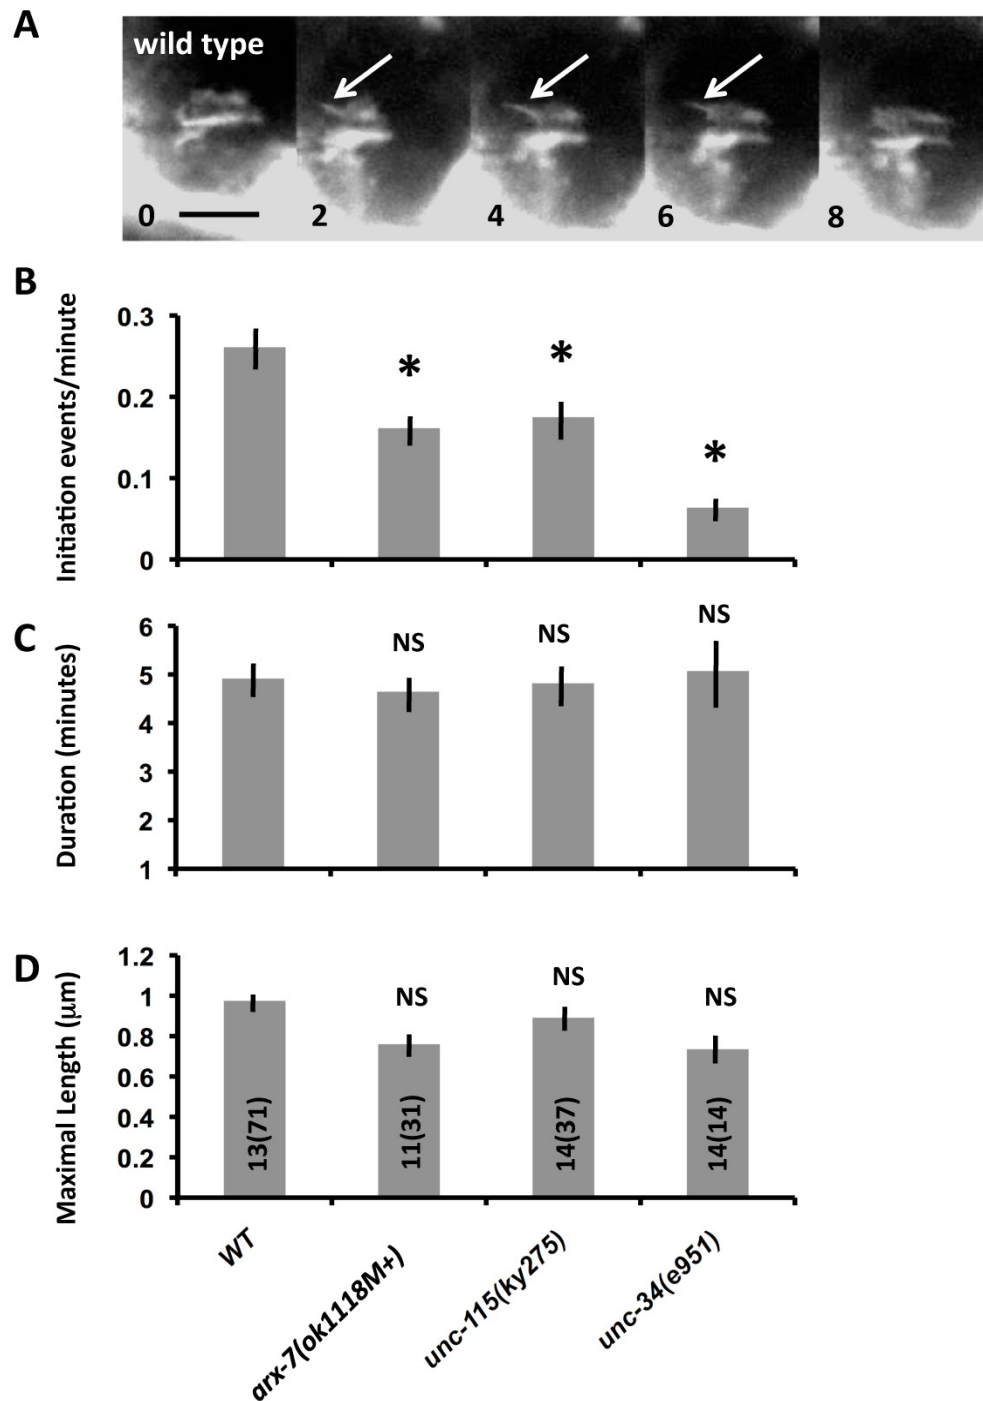 A
wild type
0 2 4 6 8
B
Initiation events/minute
0.3
0.2
0.1
0
* * *
C
Duration (minutes)
6
5
4
3
2
1
NS NS NS
D
Maximal Length (μm)
1.2
1
0.8
0.6
0.4
0.2
0
NS NS NS
13(71) 11(31) 14(37) 14(14)
WT
arx-7(ok1118M+)
unc-115(ky275)
unc-34(e951)